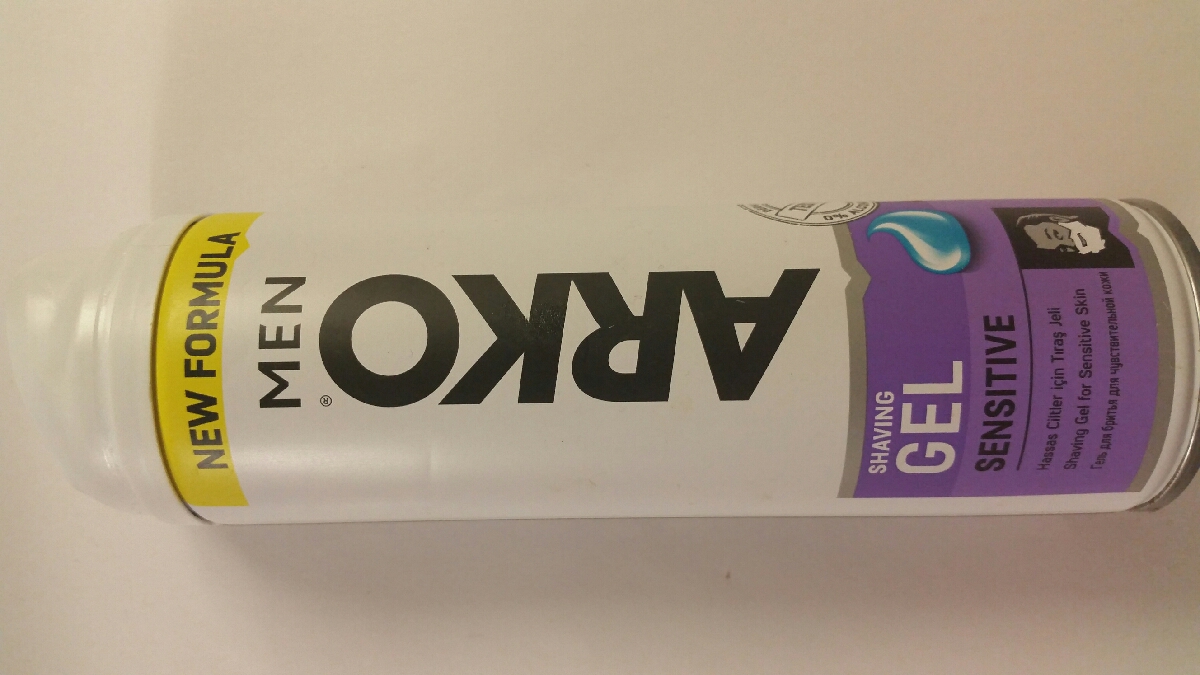 NEW FORMULA
MEN
ARKO®
SHAVING
GEL
SENSITIVE
Hassas Ciltler için Tıraş Jeli
Shaving Gel for Sensitive Skin
Гель для бритья для чувствительной кожи